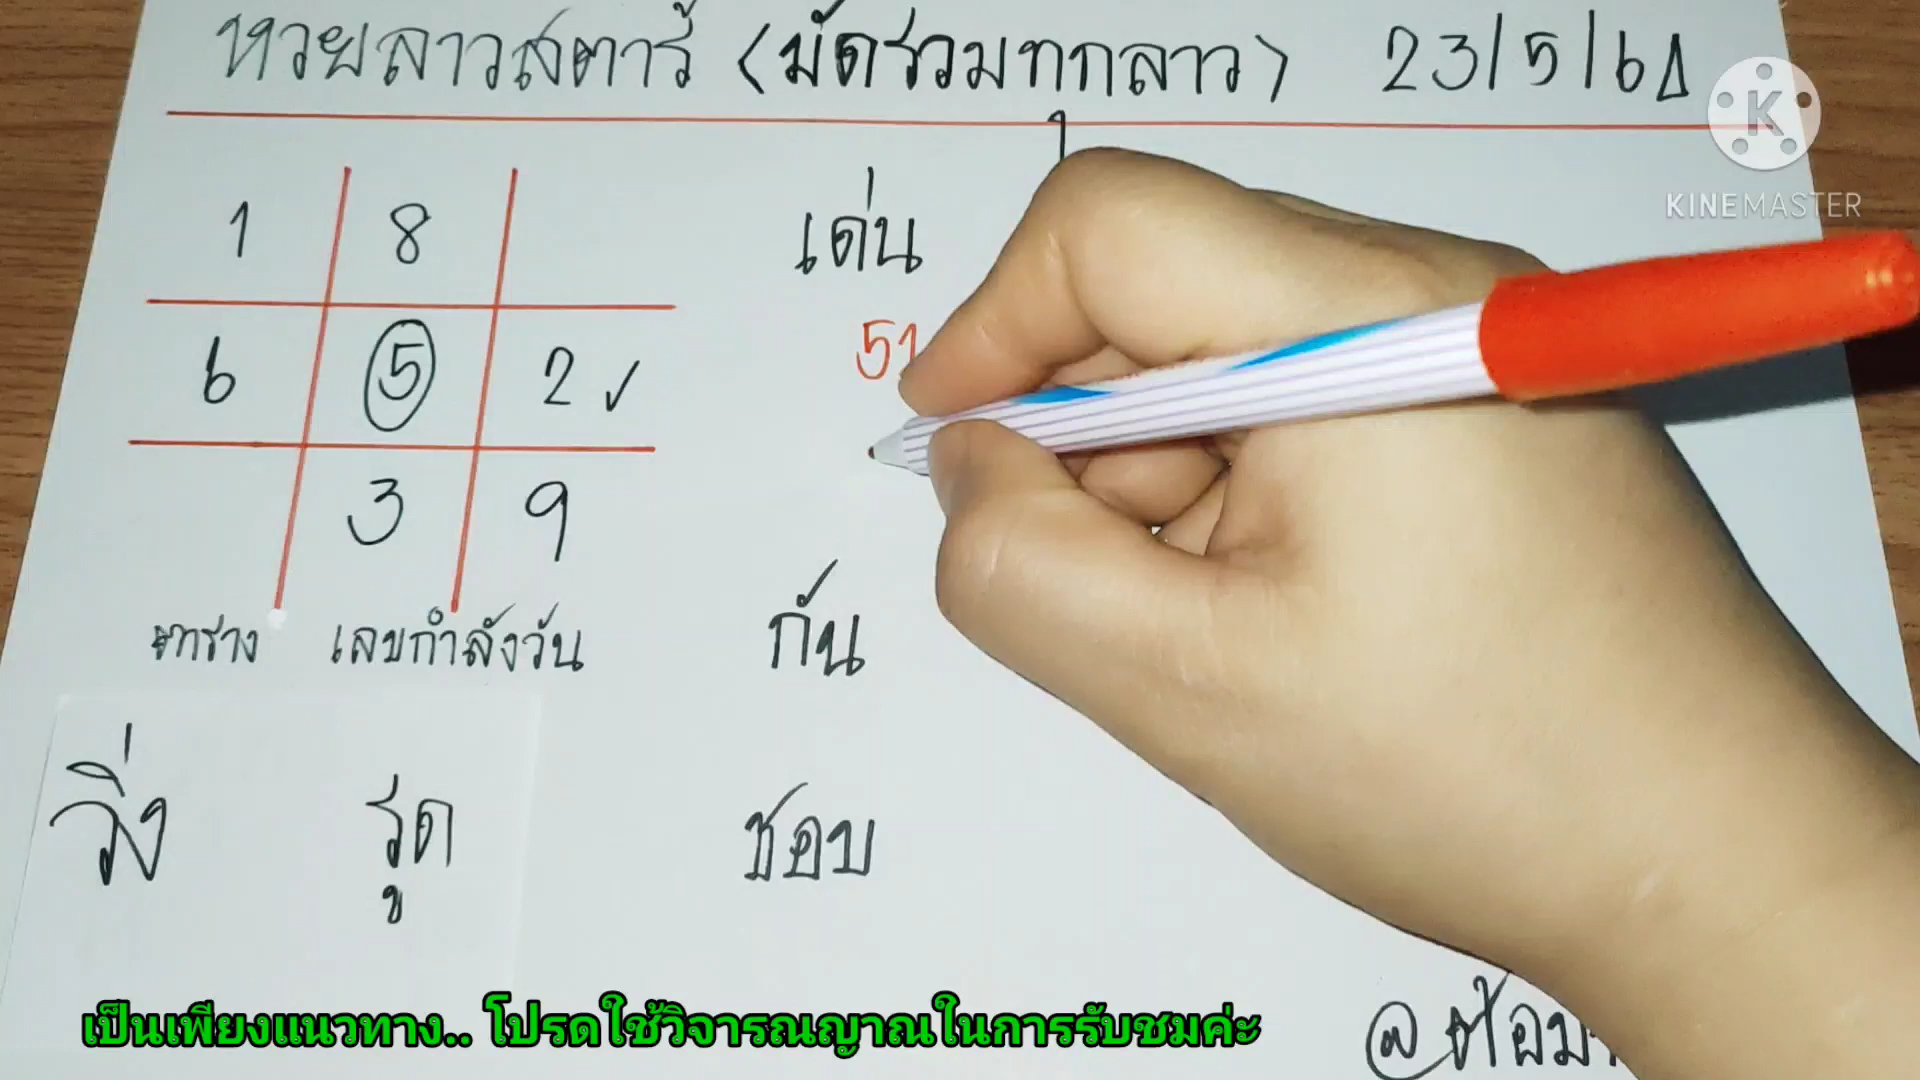 หวยลาวสตาร์ (มัดรวมทุกลาว) 23/5/6
KINEMASTER
1 8
6 5 2 ✓
3 9
ตาราง เลขกำลังวัน
เด่น
51
กัน
วิ่ง รูด ชอบ
เป็นเพียงแนวทาง.. โปรดใช้วิจารณญาณในการรับชมค่ะ